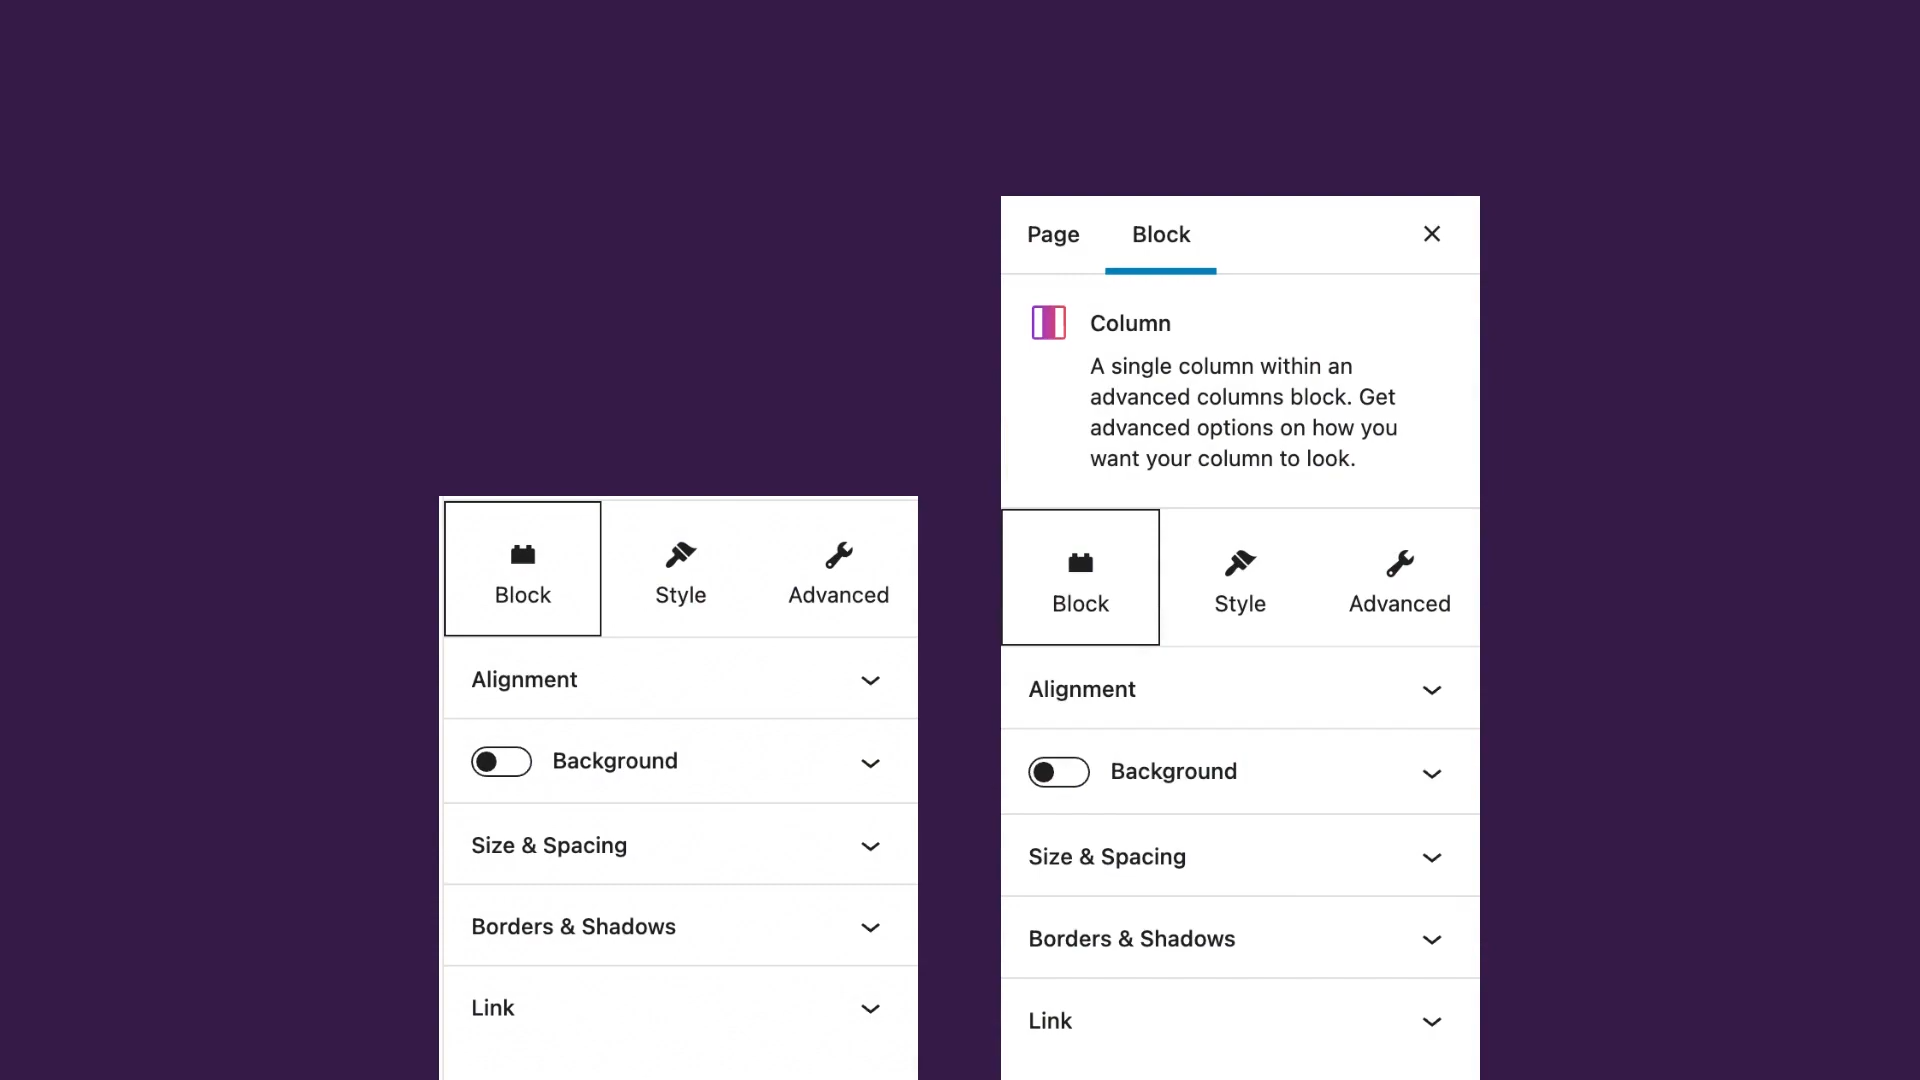 Block Style Advanced
Alignment
Background
Size & Spacing
Borders & Shadows
Link
Page Block
Column
A single column within an
advanced columns block. Get
advanced options on how you
want your column to look.
Block Style Advanced
Alignment
Background
Size & Spacing
Borders & Shadows
Link